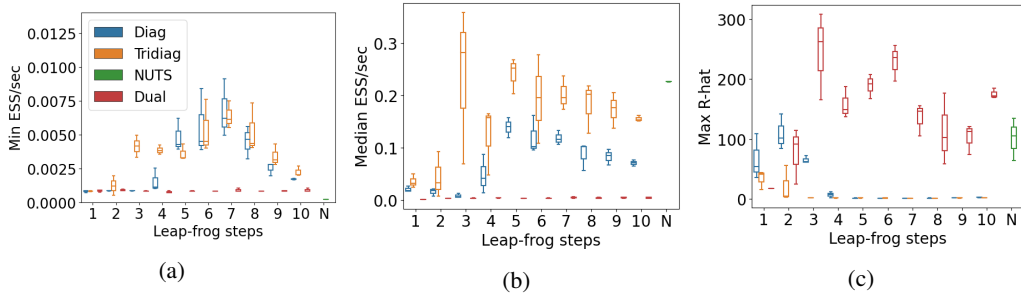 Min ESS/sec
0.0125
0.0100
0.0075
0.0050
0.0025
0.0000
Diag
Tridiag
NUTS
Dual
1 2 3 4 5 6 7 8 9 10 N
Leap-frog steps
(a)
Median ESS/sec
0.3
0.2
0.1
0.0
1 2 3 4 5 6 7 8 9 10 N
Leap-frog steps
(b)
Max R-hat
300
200
100
0
1 2 3 4 5 6 7 8 9 10 N
Leap-frog steps
(c)